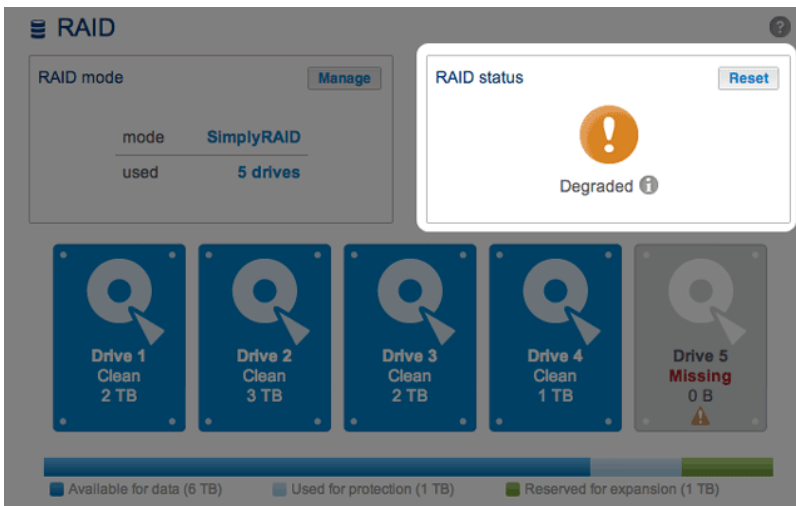 RAID
?
RAID mode
Manage
mode SimplyRAID
used 5 drives
RAID status
Reset
!
Degraded i
Drive 1
Clean
2 TB
Drive 2
Clean
3 TB
Drive 3
Clean
2 TB
Drive 4
Clean
1 TB
Drive 5
Missing
0 B
!
Available for data (6 TB) Used for protection (1 TB) Reserved for expansion (1 TB)